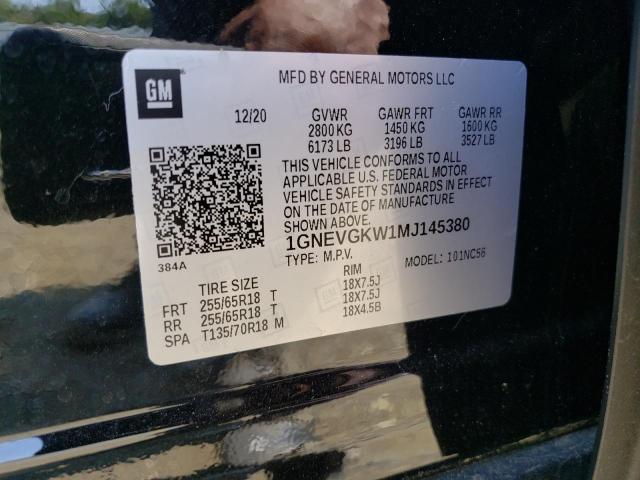 GM
MFD BY GENERAL MOTORS LLC
12/20 GVWR GAWR FRT GAWR RR
2800 KG 1450 KG 1600 KG
6173 LB 3196 LB 3527 LB
THIS VEHICLE CONFORMS TO ALL
APPLICABLE U.S. FEDERAL MOTOR
VEHICLE SAFETY STANDARDS IN EFFECT
ON THE DATE OF MANUFACTURE
SHOWN ABOVE.
1GNEVGKW1MJ145380
TYPE: M.P.V. MODEL: 101NC56
384A
TIRE SIZE RIM
FRT 255/65R18 T 18X7.5J
RR 255/65R18 T 18X7.5J
SPA T135/70R18 M 18X4.5B